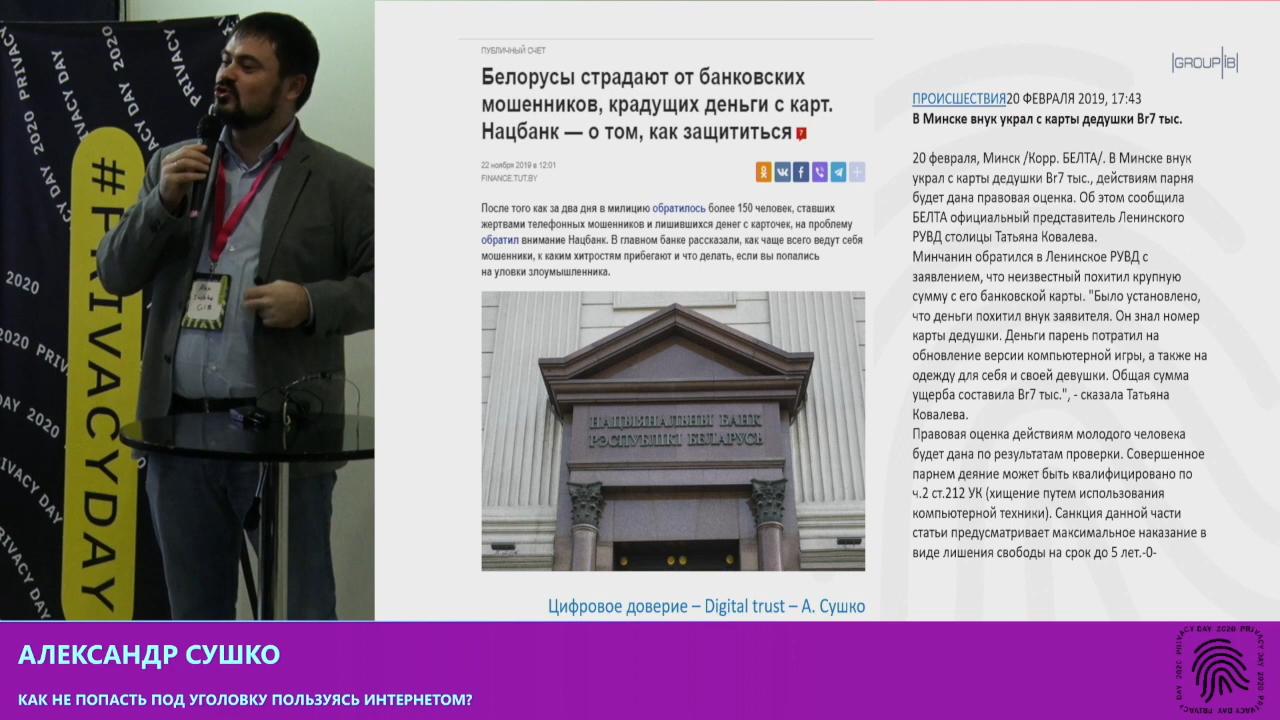 PRIVACY DAY 2020
#PRIVACYDAY
GROUP|IB
ПУБЛИЧНЫЙ СЧЕТ
Белорусы страдают от банковских
мошенников, крадущих деньги с карт.
Нацбанк — о том, как защититься
22 ноября 2019 в 12:01
FINANCE.TUT.BY
После того как за два дня в милицию обратилось более 150 человек, ставших
жертвами телефонных мошенников и лишившихся денег с карточек, на проблему
обратил внимание Нацбанк. В главном банке рассказали, как чаще всего ведут себя
мошенники, к каким хитростям прибегают и что делать, если вы попались
на уловки злоумышленника.
НАЦЫЯНАЛЬНЫ БАНК
РЭСПУБЛІКІ БЕЛАРУСЬ
ПРОИСШЕСТВИЯ20 ФЕВРАЛЯ 2019, 17:43
В Минске внук украл с карты дедушки Br7 тыс.
20 февраля, Минск /Корр. БЕЛТА/. В Минске внук
украл с карты дедушки Br7 тыс., действиям парня
будет дана правовая оценка. Об этом сообщила
БЕЛТА официальный представитель Ленинского
РУВД столицы Татьяна Ковалева.
Минчанин обратился в Ленинское РУВД с
заявлением, что неизвестный похитил крупную
сумму с его банковской карты. "Было установлено,
что деньги похитил внук заявителя. Он знал номер
карты дедушки. Деньги парень потратил на
обновление версии компьютерной игры, а также на
одежду для себя и своей девушки. Общая сумма
ущерба составила Br7 тыс.", - сказала Татьяна
Ковалева.
Правовая оценка действиям молодого человека
будет дана по результатам проверки. Совершенное
парнем деяние может быть квалифицировано по
ч.2 ст.212 УК (хищение путем использования
компьютерной техники). Санкция данной части
статьи предусматривает максимальное наказание в
виде лишения свободы на срок до 5 лет.-0-
Цифровое доверие – Digital trust – А. Сушко
АЛЕКСАНДР СУШКО
КАК НЕ ПОПАСТЬ ПОД УГОЛОВКУ ПОЛЬЗУЯСЬ ИНТЕРНЕТОМ?
PRIVACY DAY 2020